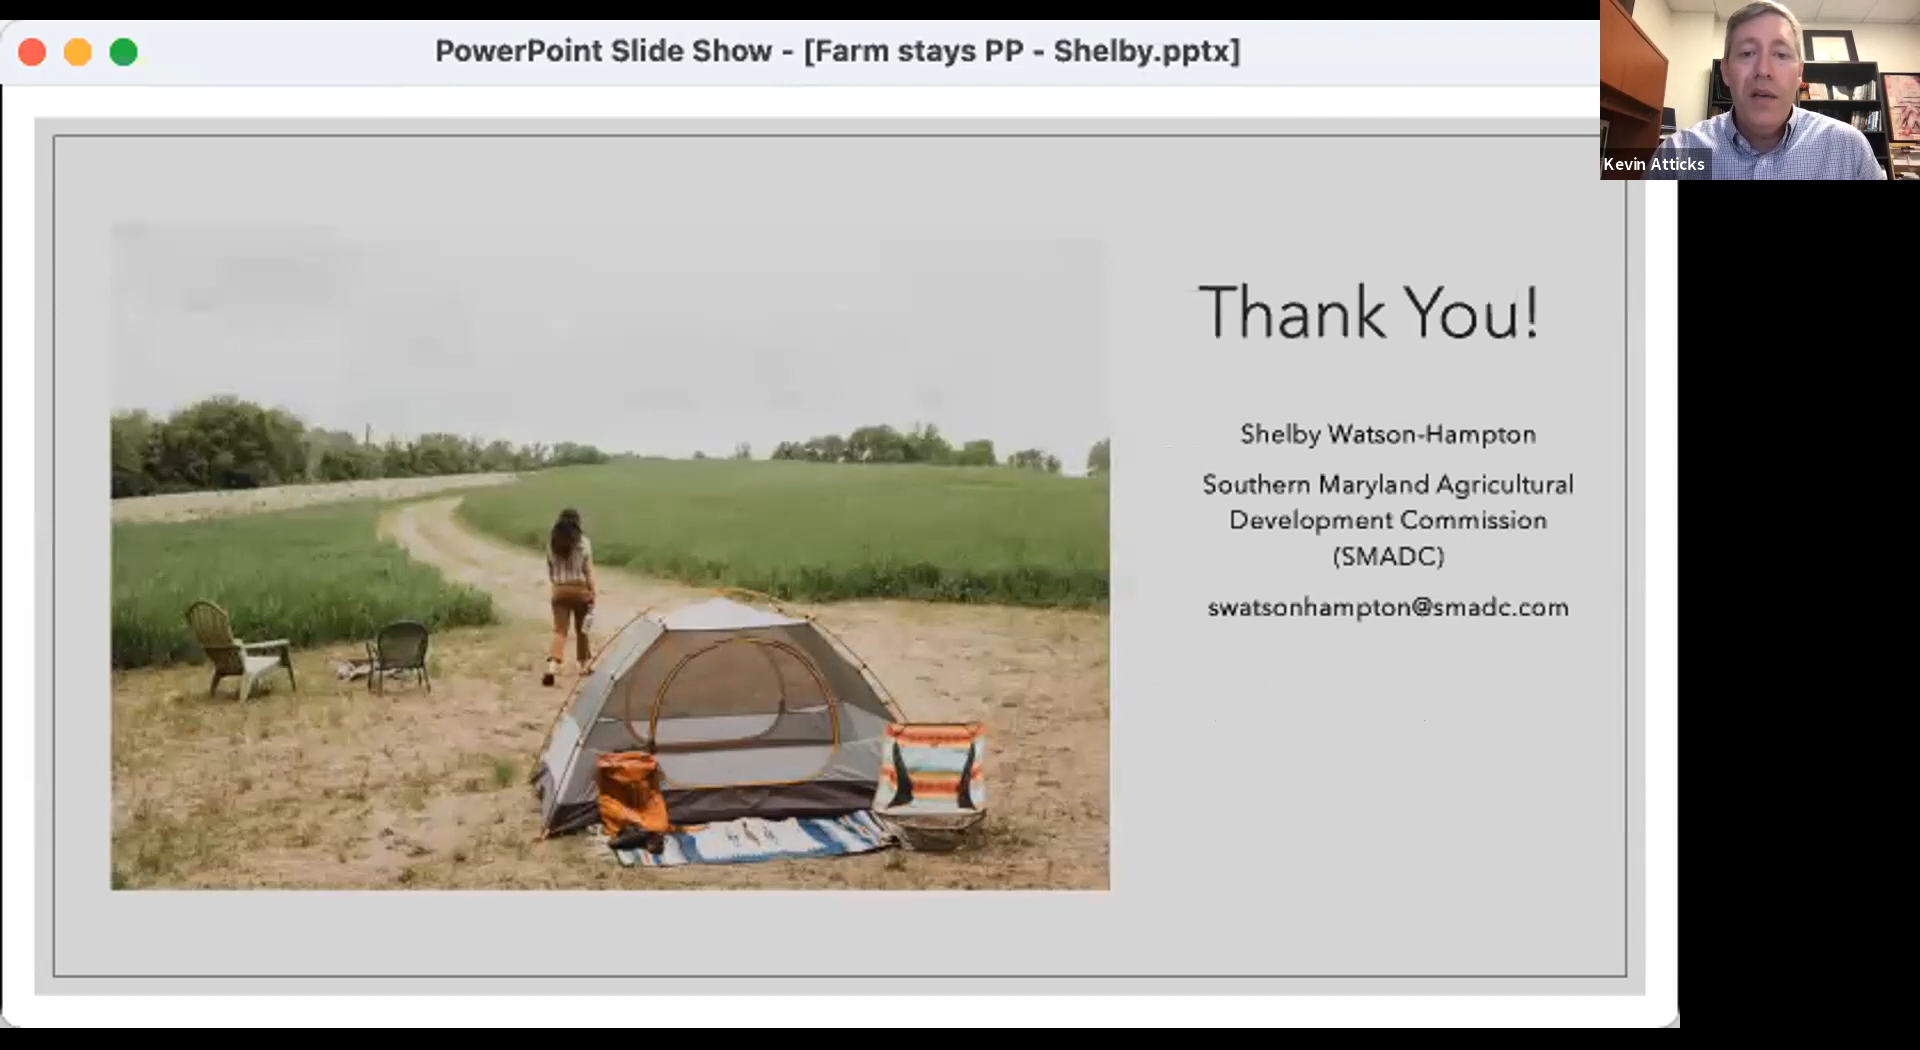 PowerPoint Slide Show - [Farm stays PP - Shelby.pptx]
Kevin Atticks
Thank You!
Shelby Watson-Hampton
Southern Maryland Agricultural
Development Commission
(SMADC)
swatsonhampton@smadc.com